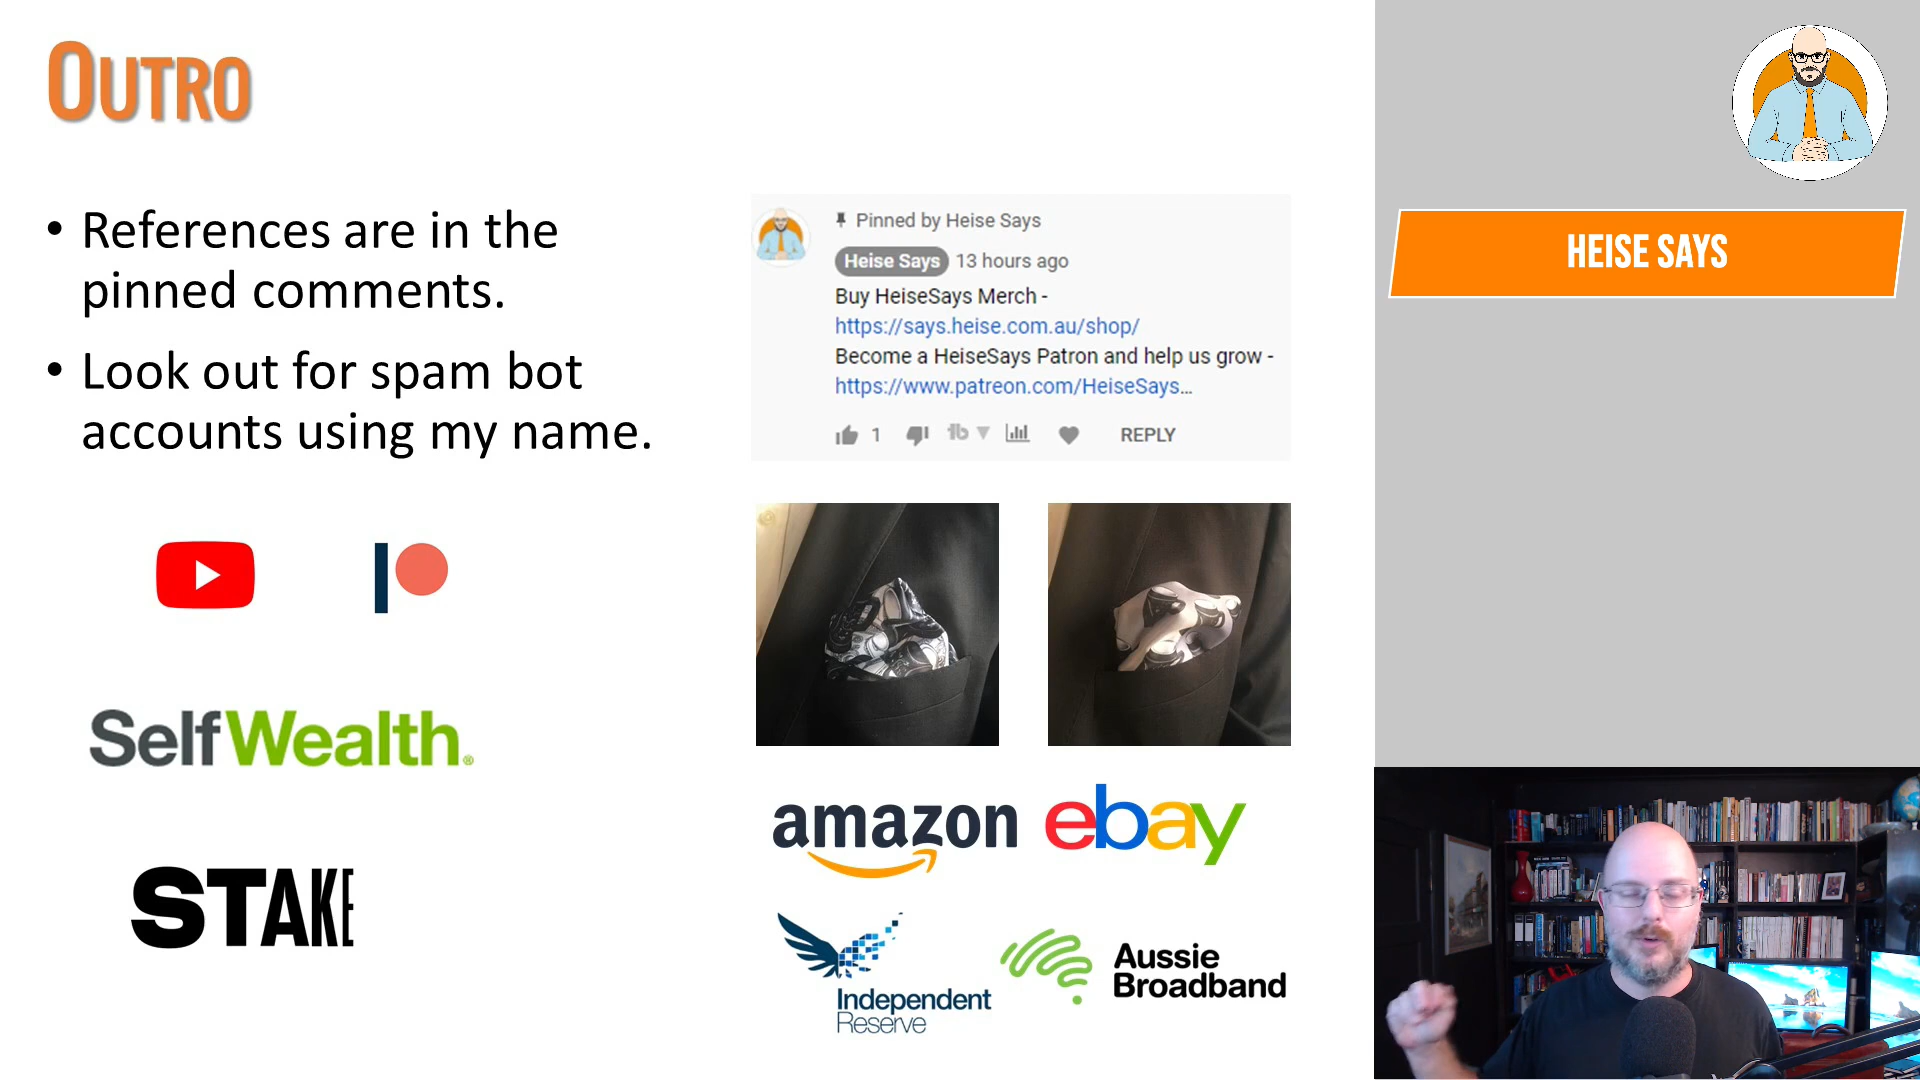 OUTRO
• References are in the
pinned comments.
• Look out for spam bot
accounts using my name.
SelfWealth®
STAKE
Pinned by Heise Says
Heise Says 13 hours ago
Buy HeiseSays Merch -
https://says.heise.com.au/shop/
Become a HeiseSays Patron and help us grow -
https://www.patreon.com/HeiseSays...
1 REPLY
amazon ebay
Independent
Reserve
Aussie
Broadband
HEISE SAYS